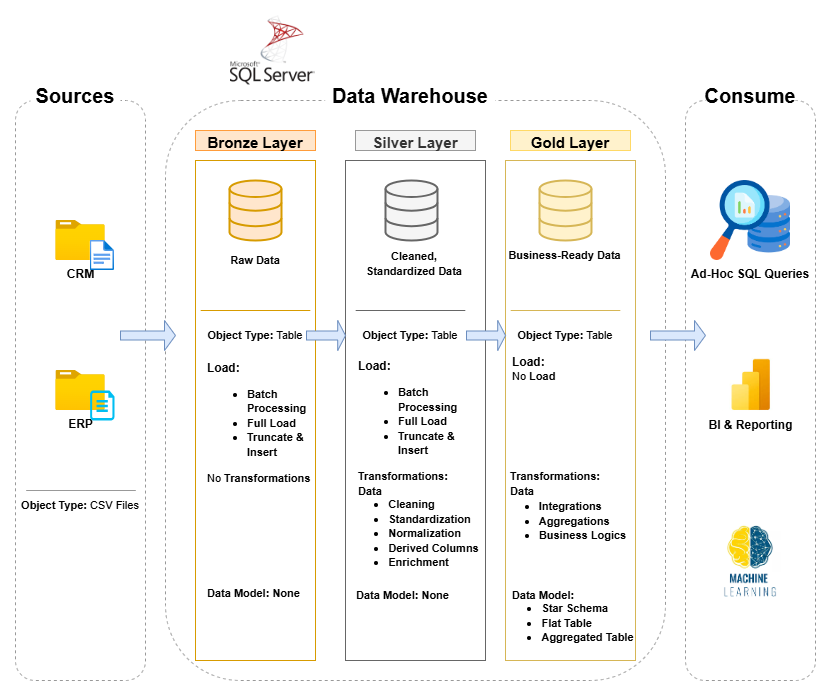 Microsoft
SQL Server
Sources
Data Warehouse
Consume
Bronze Layer
Silver Layer
Gold Layer
Raw Data
Cleaned,
Standardized Data
Business-Ready Data
CRM
ERP
Object Type: CSV Files
Object Type: Table
Load:
Batch
Processing
Full Load
Truncate &
Insert
No Transformations
Data Model: None
Object Type: Table
Load:
Batch
Processing
Full Load
Truncate &
Insert
Transformations:
Data
Cleaning
Standardization
Normalization
Derived Columns
Enrichment
Data Model: None
Object Type: Table
Load:
No Load
Transformations:
Data
Integrations
Aggregations
Business Logics
Data Model:
Star Schema
Flat Table
Aggregated Table
Ad-Hoc SQL Queries
BI & Reporting
MACHINE
LEARNING